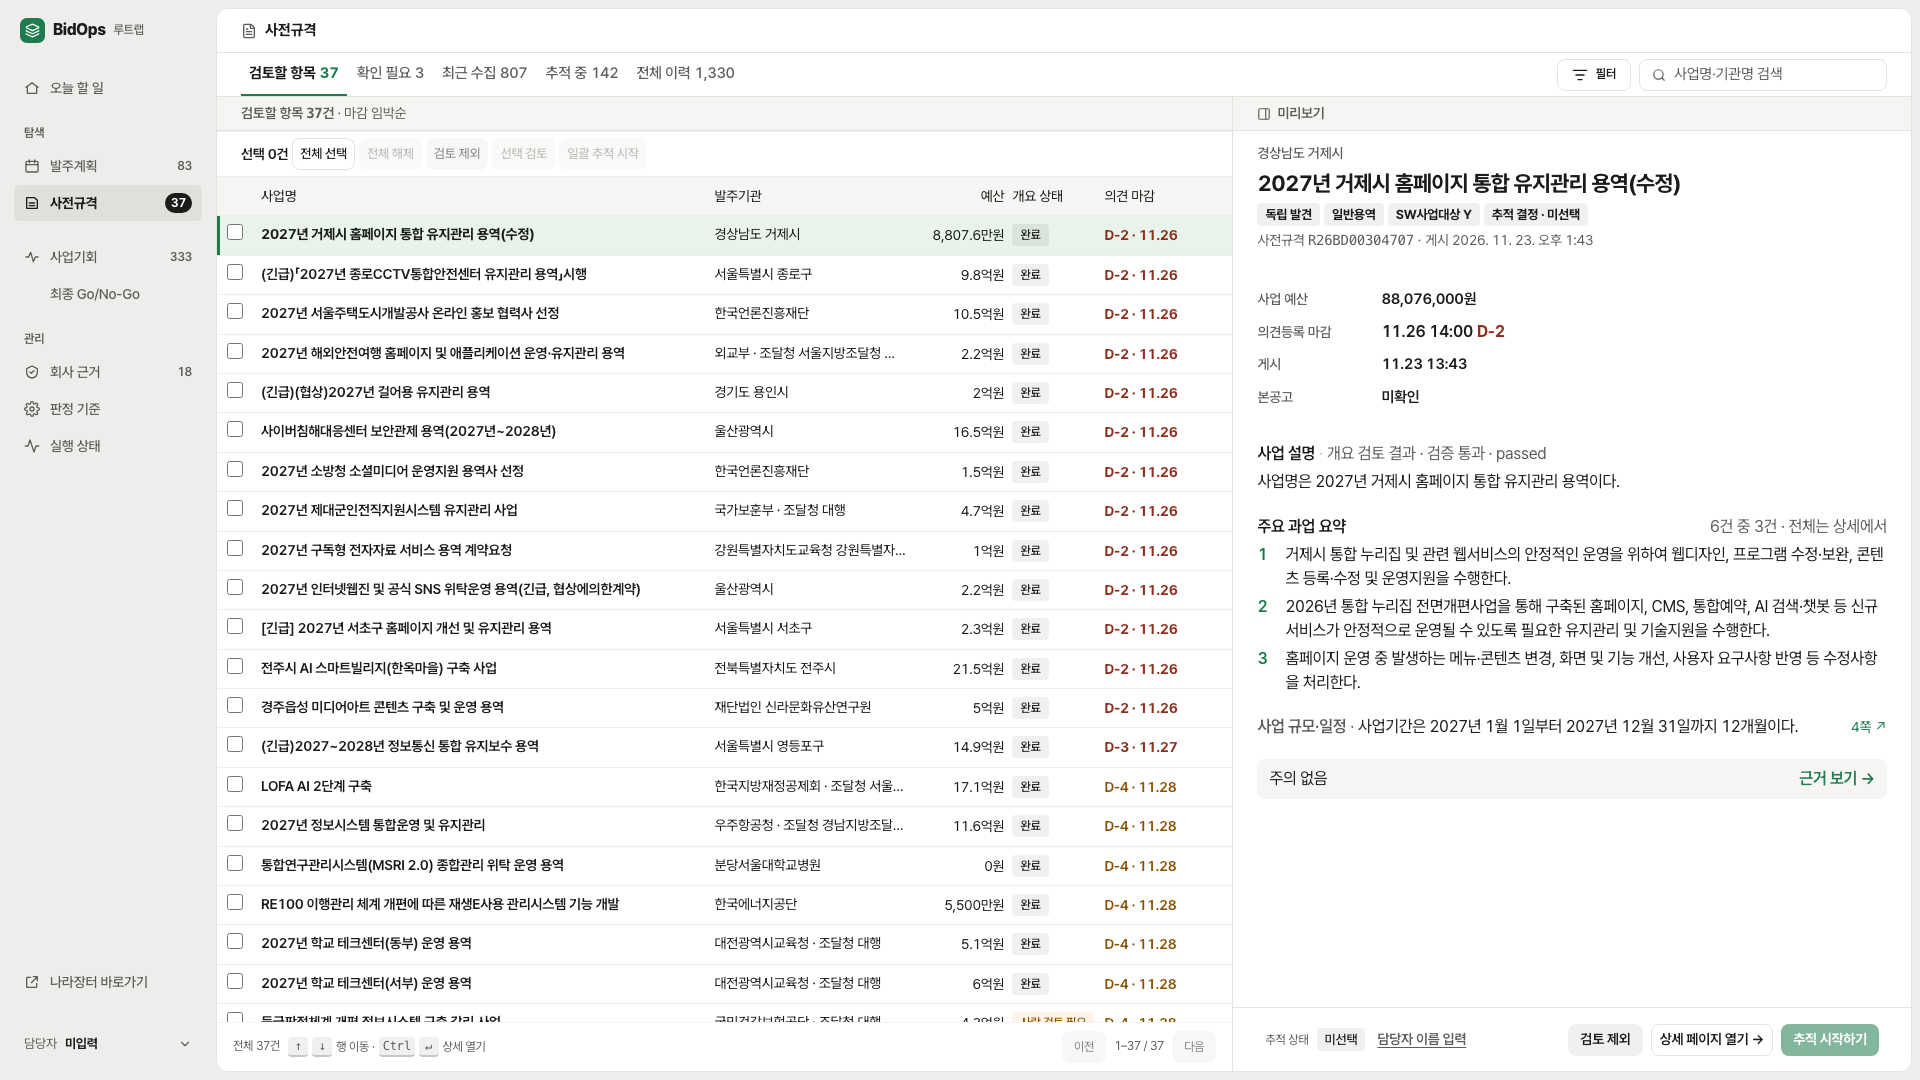 BidOps 루트랩
오늘 할 일
탐색
발주계획 83
사전규격 37
사업기회 333
최종 Go/No-Go
관리
회사 근거 18
판정 기준
실행 상태
나라장터 바로가기
담당자 미입력
사전규격
검토할 항목 37 확인 필요 3 최근 수집 807 추적 중 142 전체 이력 1,330
필터 사업명·기관명 검색
검토할 항목 37건 · 마감 임박순
선택 0건 전체 선택 전체 해제 검토 제외 선택 검토 일괄 추적 시작
사업명 발주기관 예산 개요 상태 의견 마감
2027년 거제시 홈페이지 통합 유지관리 용역(수정) 경상남도 거제시 8,807.6만원 완료 D-2 · 11.26
(긴급)「2027년 종로CCTV통합안전센터 유지관리 용역」시행 서울특별시 종로구 9.8억원 완료 D-2 · 11.26
2027년 서울주택도시개발공사 온라인 홍보 협력사 선정 한국언론진흥재단 10.5억원 완료 D-2 · 11.26
2027년 해외안전여행 홈페이지 및 애플리케이션 운영·유지관리 용역 외교부 · 조달청 서울지방조달청 ... 2.2억원 완료 D-2 · 11.26
(긴급)(협상)2027년 걸어용 유지관리 용역 경기도 용인시 2억원 완료 D-2 · 11.26
사이버침해대응센터 보안관제 용역(2027년~2028년) 울산광역시 16.5억원 완료 D-2 · 11.26
2027년 소방청 소셜미디어 운영지원 용역사 선정 한국언론진흥재단 1.5억원 완료 D-2 · 11.26
2027년 제대군인전직지원시스템 유지관리 사업 국가보훈부 · 조달청 대행 4.7억원 완료 D-2 · 11.26
2027년 구독형 전자자료 서비스 용역 계약요청 강원특별자치도교육청 강원특별자... 1억원 완료 D-2 · 11.26
2027년 인터넷웹진 및 공식 SNS 위탁운영 용역(긴급, 협상에의한계약) 울산광역시 2.2억원 완료 D-2 · 11.26
[긴급] 2027년 서초구 홈페이지 개선 및 유지관리 용역 서울특별시 서초구 2.3억원 완료 D-2 · 11.26
전주시 AI 스마트빌리지(한옥마을) 구축 사업 전북특별자치도 전주시 21.5억원 완료 D-2 · 11.26
경주읍성 미디어아트 콘텐츠 구축 및 운영 용역 재단법인 신라문화유산연구원 5억원 완료 D-2 · 11.26
(긴급)2027~2028년 정보통신 통합 유지보수 용역 서울특별시 영등포구 14.9억원 완료 D-3 · 11.27
LOFA AI 2단계 구축 한국지방재정공제회 · 조달청 서울... 17.1억원 완료 D-4 · 11.28
2027년 정보시스템 통합운영 및 유지관리 우주항공청 · 조달청 경남지방조달... 11.6억원 완료 D-4 · 11.28
통합연구관리시스템(MSRI 2.0) 종합관리 위탁 운영 용역 분당서울대학교병원 0원 완료 D-4 · 11.28
RE100 이행관리 체계 개편에 따른 재생E사용 관리시스템 기능 개발 한국에너지공단 5,500만원 완료 D-4 · 11.28
2027년 학교 테크센터(동부) 운영 용역 대전광역시교육청 · 조달청 대행 5.1억원 완료 D-4 · 11.28
2027년 학교 테크센터(서부) 운영 용역 대전광역시교육청 · 조달청 대행 6억원 완료 D-4 · 11.28
전체 37건 ↑ ↓ 행 이동 · Ctrl ↵ 상세 열기 이전 1–37 / 37 다음
미리보기
경상남도 거제시
2027년 거제시 홈페이지 통합 유지관리 용역(수정)
독립 발견 일반용역 SW사업대상 Y 추적 결정 · 미선택
사전규격 R26BD00304707 · 게시 2026. 11. 23. 오후 1:43
사업 예산 88,076,000원
의견등록 마감 11.26 14:00 D-2
게시 11.23 13:43
본공고 미확인
사업 설명 · 개요 검토 결과 · 검증 통과 · passed
사업명은 2027년 거제시 홈페이지 통합 유지관리 용역이다.
주요 과업 요약 6건 중 3건 · 전체는 상세에서
1 거제시 통합 누리집 및 관련 웹서비스의 안정적인 운영을 위하여 웹디자인, 프로그램 수정·보완, 콘텐
츠 등록·수정 및 운영지원을 수행한다.
2 2026년 통합 누리집 전면개편사업을 통해 구축된 홈페이지, CMS, 통합예약, AI 검색·챗봇 등 신규
서비스가 안정적으로 운영될 수 있도록 필요한 유지관리 및 기술지원을 수행한다.
3 홈페이지 운영 중 발생하는 메뉴·콘텐츠 변경, 화면 및 기능 개선, 사용자 요구사항 반영 등 수정사항
을 처리한다.
사업 규모·일정 · 사업기간은 2027년 1월 1일부터 2027년 12월 31일까지 12개월이다. 4쪽 ↗
주의 없음 근거 보기 →
추적 상태 미선택 담당자 이름 입력 검토 제외 상세 페이지 열기 → 추적 시작하기